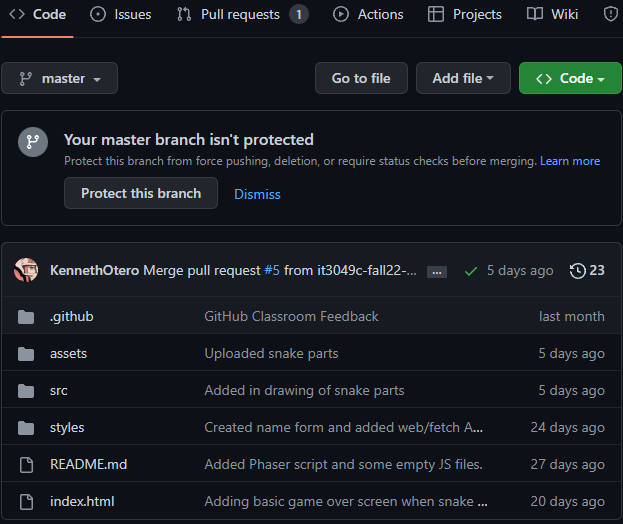 Code Issues Pull requests 1 Actions Projects Wiki
master Go to file Add file Code
Your master branch isn't protected
Protect this branch from force pushing, deletion, or require status checks before merging. Learn more
Protect this branch Dismiss
KennethOtero Merge pull request #5 from it3049c-fall22-... ... 5 days ago 23
.github GitHub Classroom Feedback last month
assets Uploaded snake parts 5 days ago
src Added in drawing of snake parts 5 days ago
styles Created name form and added web/fetch A... 24 days ago
README.md Added Phaser script and some empty JS files. 27 days ago
index.html Adding basic game over screen when snake ... 20 days ago